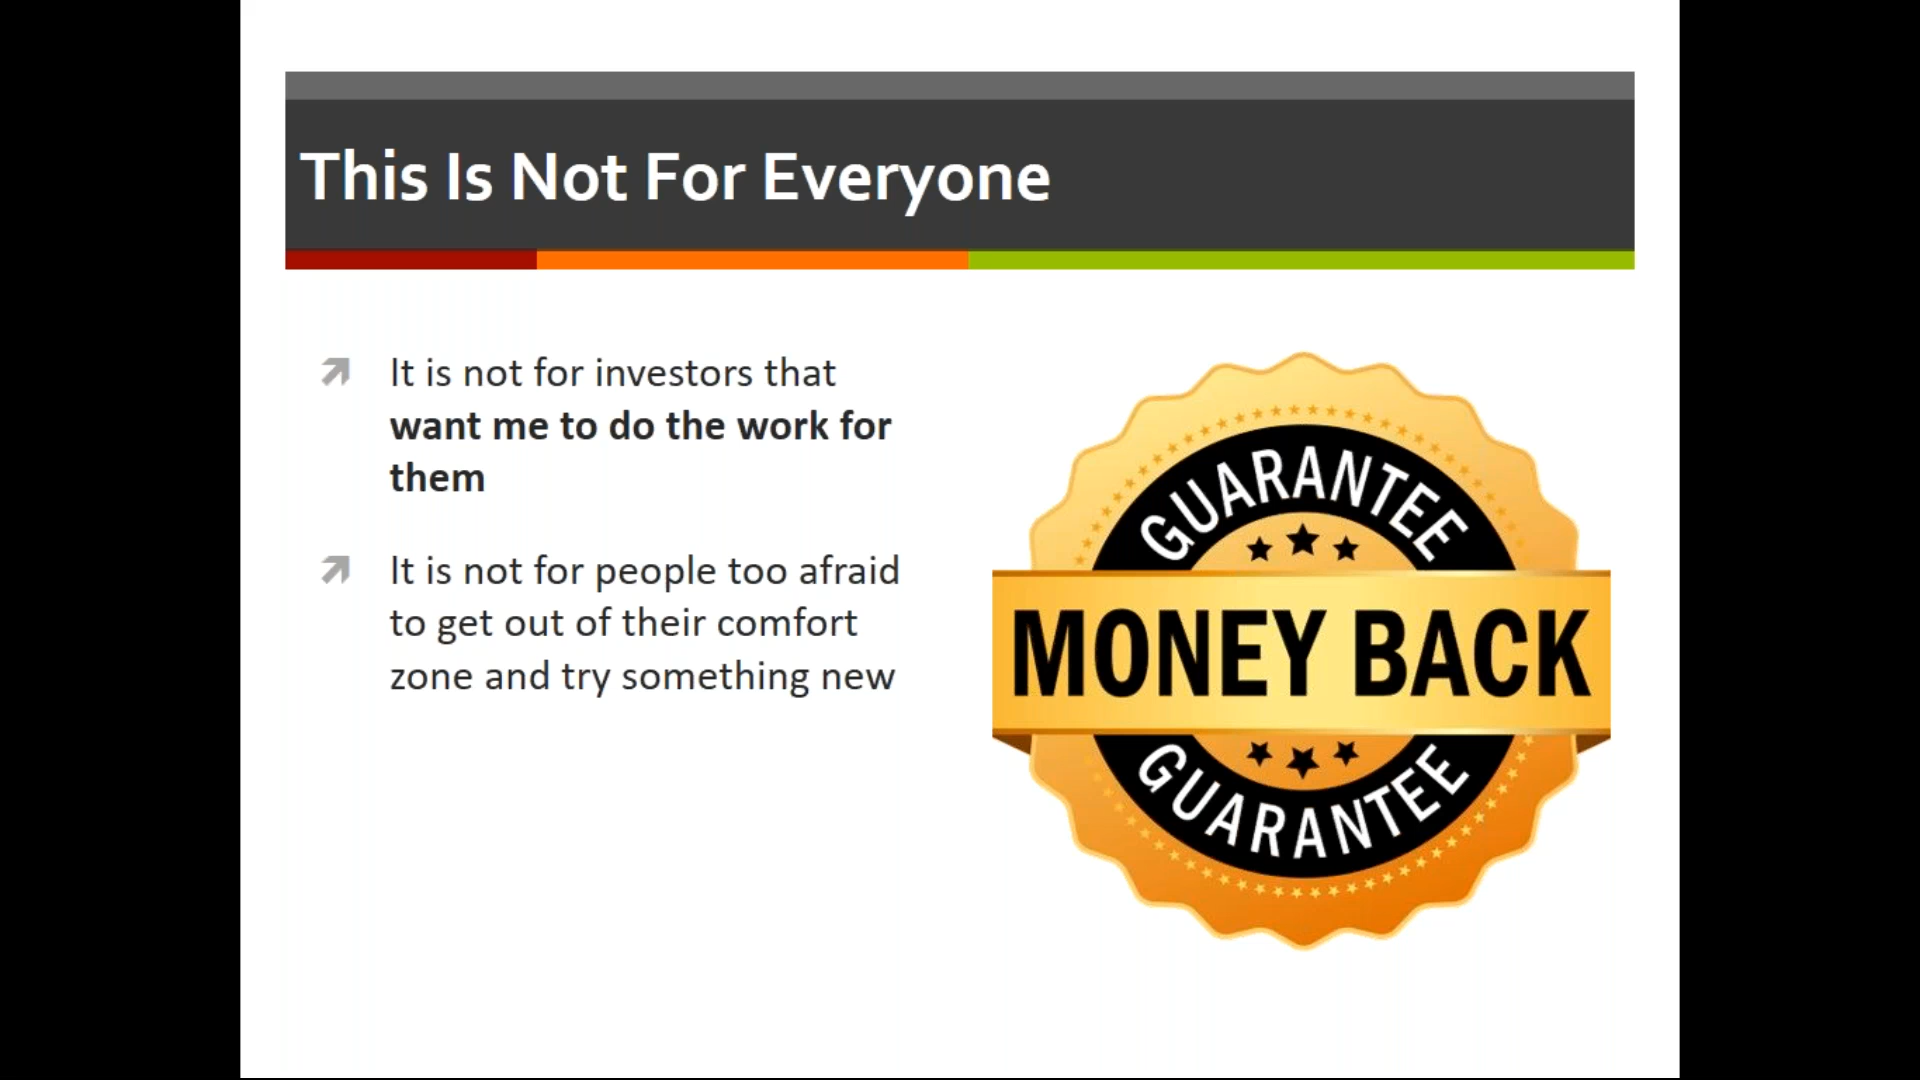 This Is Not For Everyone
It is not for investors that
want me to do the work for
them
It is not for people too afraid
to get out of their comfort
zone and try something new
GUARANTEE
MONEY BACK
GUARANTEE